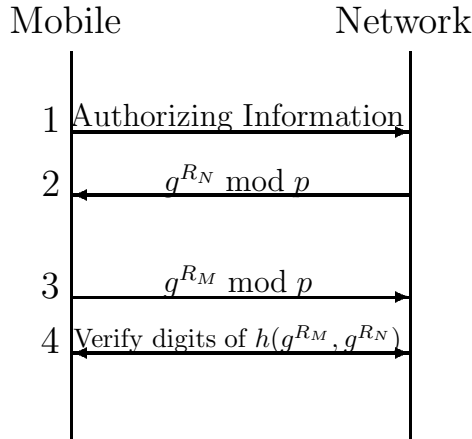 Mobile Network
1 Authorizing Information
2 g^{R_N} mod p
3 g^{R_M} mod p
4 Verify digits of h(g^{R_M}, g^{R_N})